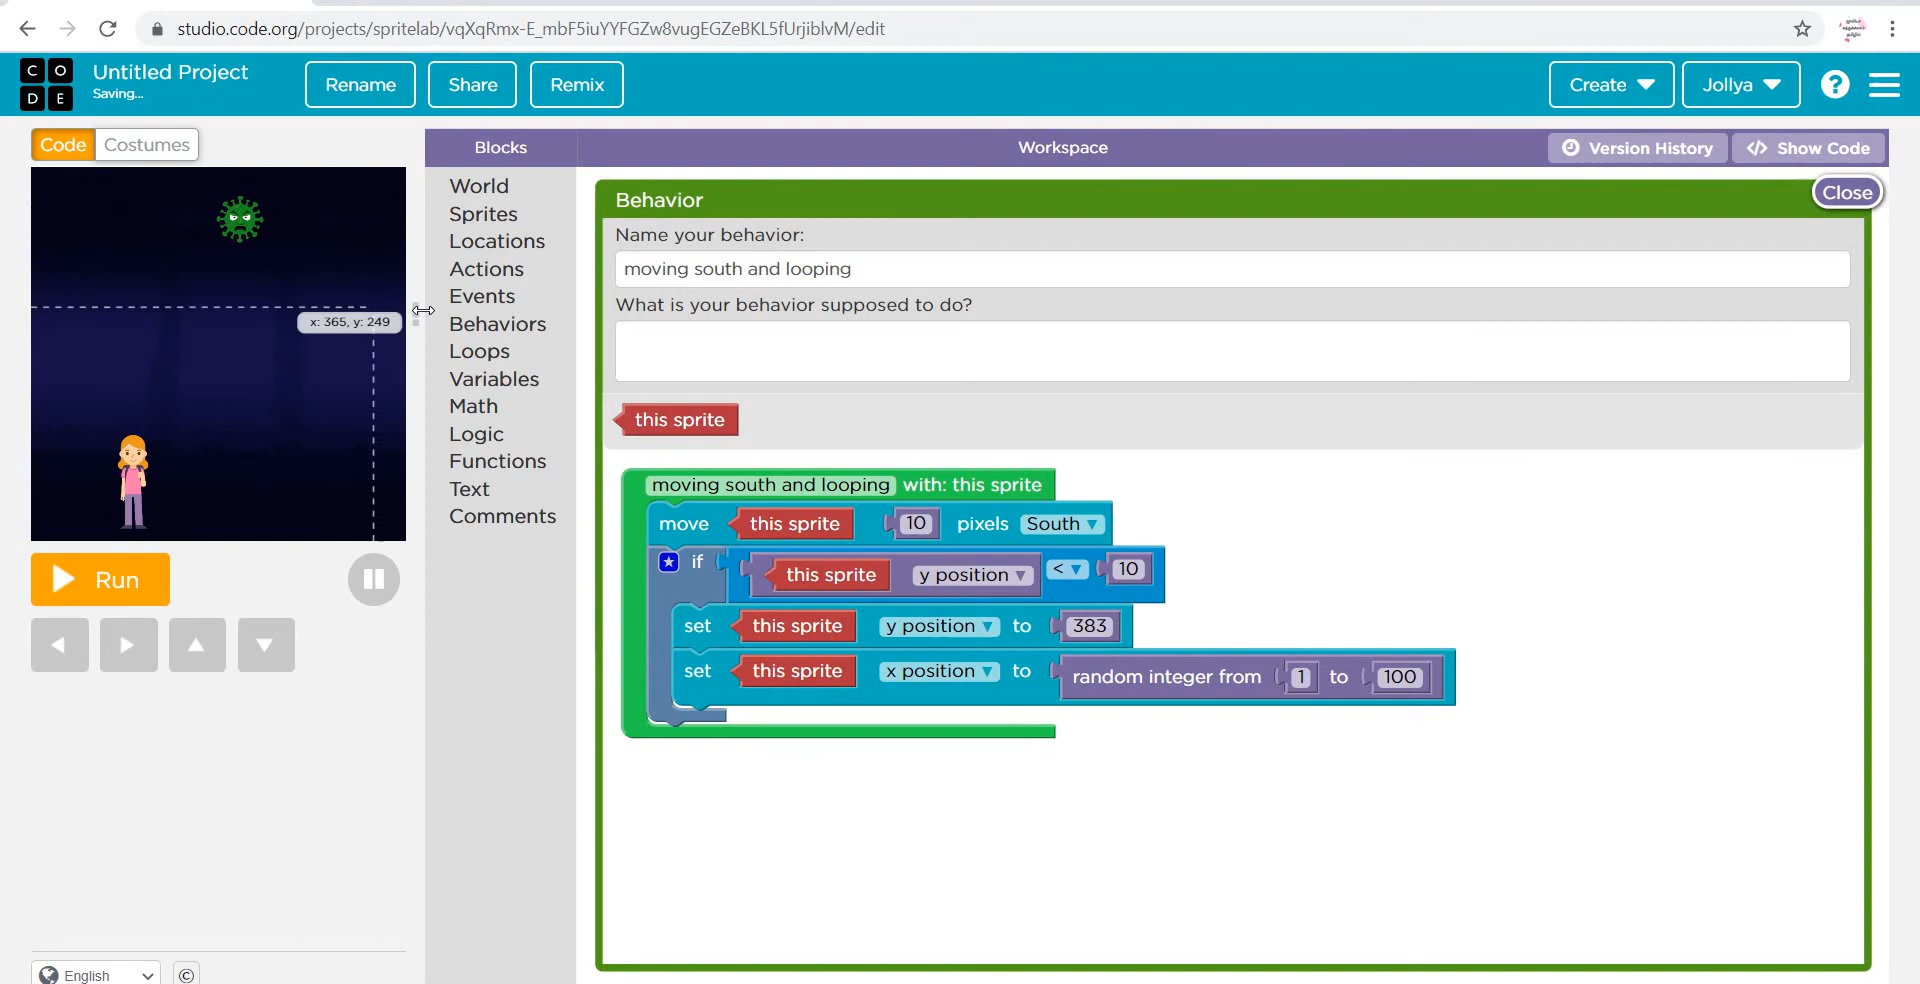 studio.code.org/projects/spritelab/vqXqRmx-E_mbF5iuYYFGZw8vugEGZeBKL5fUrjiblvM/edit
CODE
Untitled Project
Saving...
Rename
Share
Remix
Create
Jollya
?
Code
Costumes
Blocks
Workspace
Version History
Show Code
x: 365, y: 249
Run
English
©
World
Sprites
Locations
Actions
Events
Behaviors
Loops
Variables
Math
Logic
Functions
Text
Comments
Behavior
Close
Name your behavior:
moving south and looping
What is your behavior supposed to do?
this sprite
moving south and looping with: this sprite
move this sprite 10 pixels South
if this sprite y position < 10
set this sprite y position to 383
set this sprite x position to random integer from 1 to 100